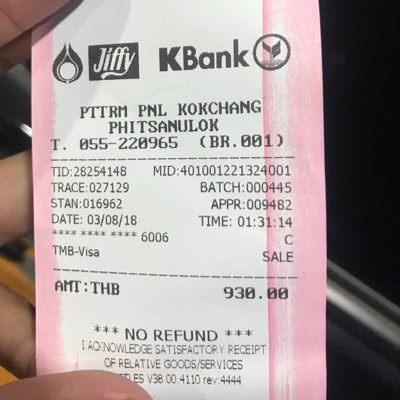 Jiffy KBank
PTTRM PNL KOKCHANG
PHITSANULOK
T. 055-220965 (BR.001)
TID:28254148 MID:401001221324001
TRACE:027129 BATCH:000445
STAN:016962 APPR:009482
DATE: 03/08/18 TIME: 01:31:14
**** **** **** 6006 C
TMB-Visa SALE
AMT:THB 930.00
*** NO REFUND ***
I ACKNOWLEDGE SATISFACTORY RECEIPT
OF RELATIVE GOODS/SERVICES
V38.00.4110 rev:4444